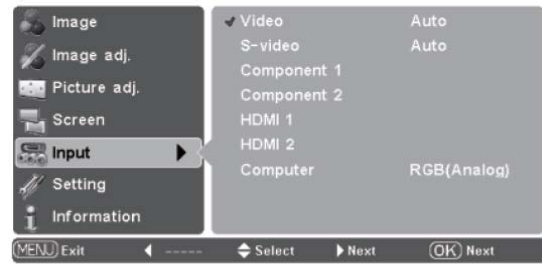 Image
Image adj.
Picture adj.
Screen
Input
Setting
Information
Video Auto
S-video Auto
Component 1
Component 2
HDMI 1
HDMI 2
Computer RGB(Analog)
MENU Exit ----- Select Next OK Next